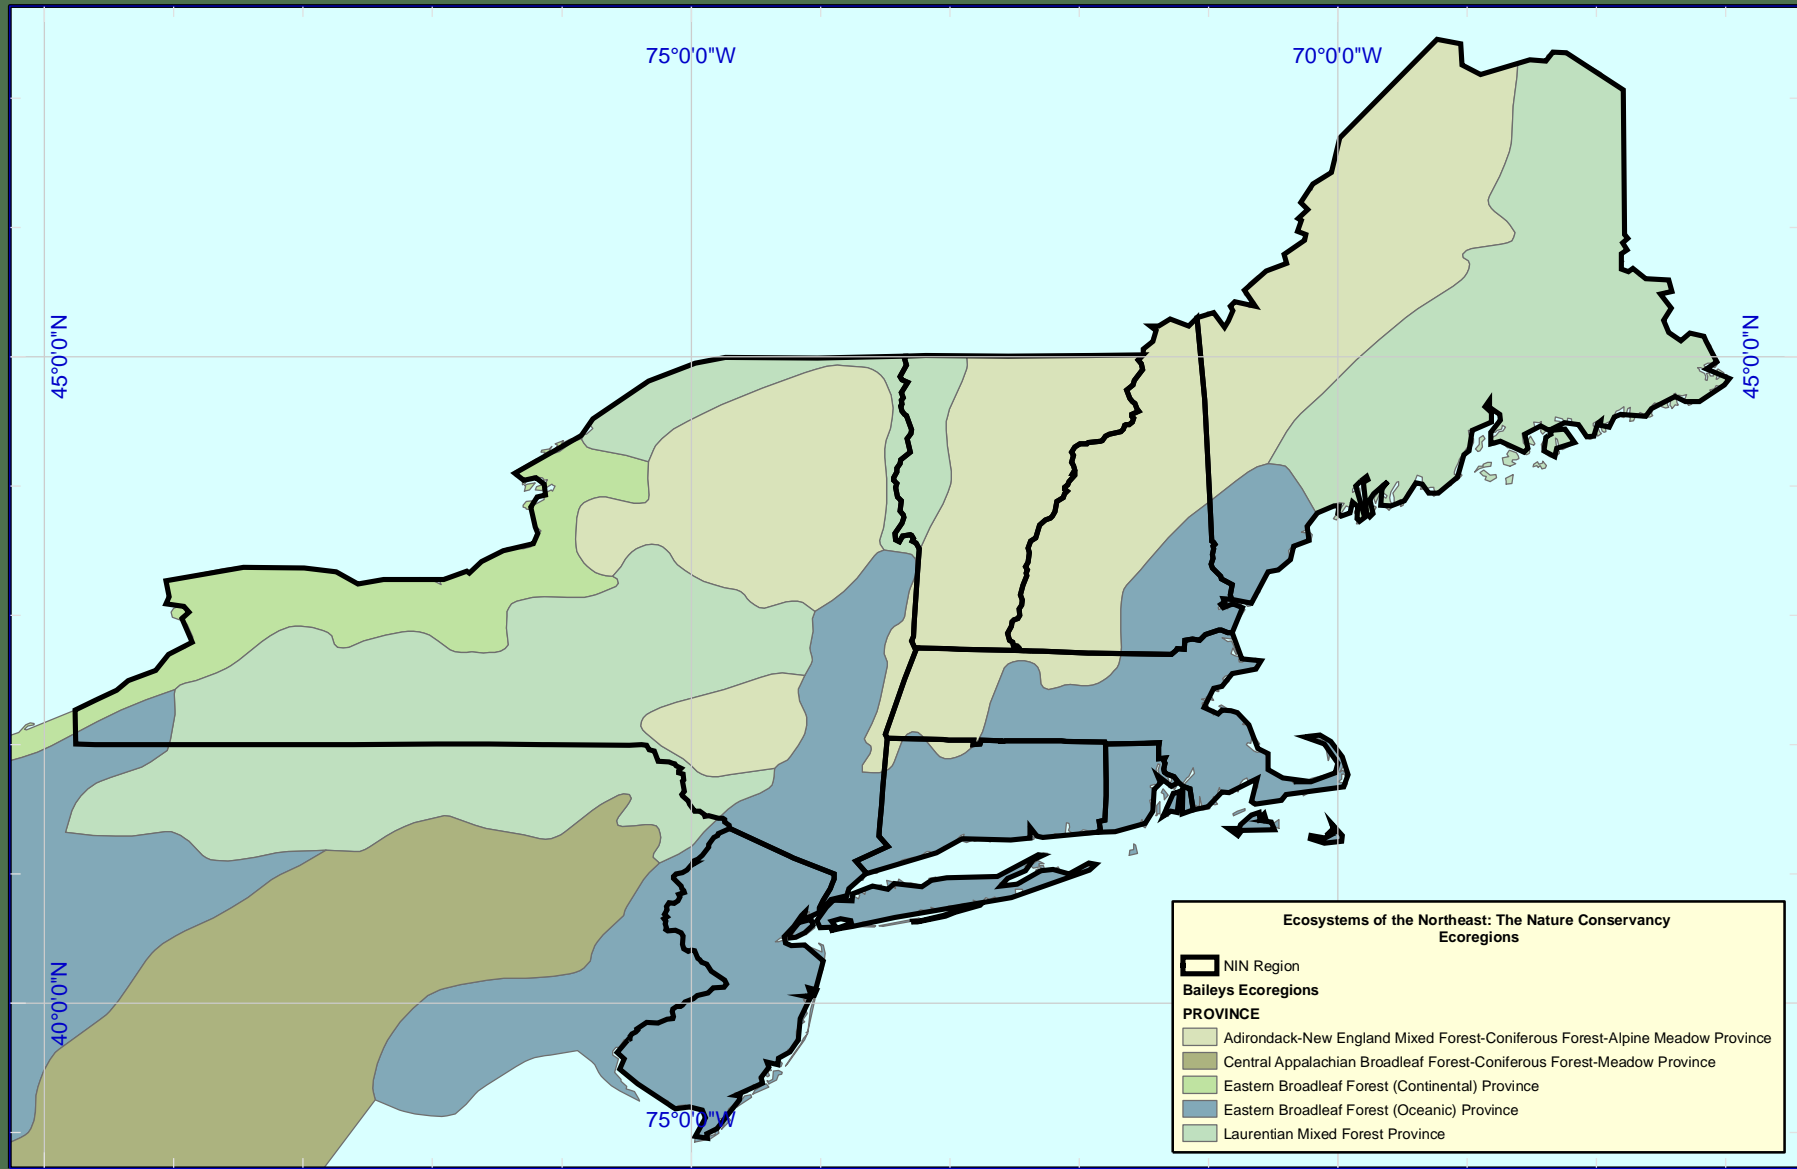 75°0'0"W
70°0'0"W
45°0'0"N
45°0'0"N
40°0'0"N
75°0'0"W
Ecosystems of the Northeast: The Nature Conservancy
Ecoregions
NIN Region
Baileys Ecoregions
PROVINCE
Adirondack-New England Mixed Forest-Coniferous Forest-Alpine Meadow Province
Central Appalachian Broadleaf Forest-Coniferous Forest-Meadow Province
Eastern Broadleaf Forest (Continental) Province
Eastern Broadleaf Forest (Oceanic) Province
Laurentian Mixed Forest Province